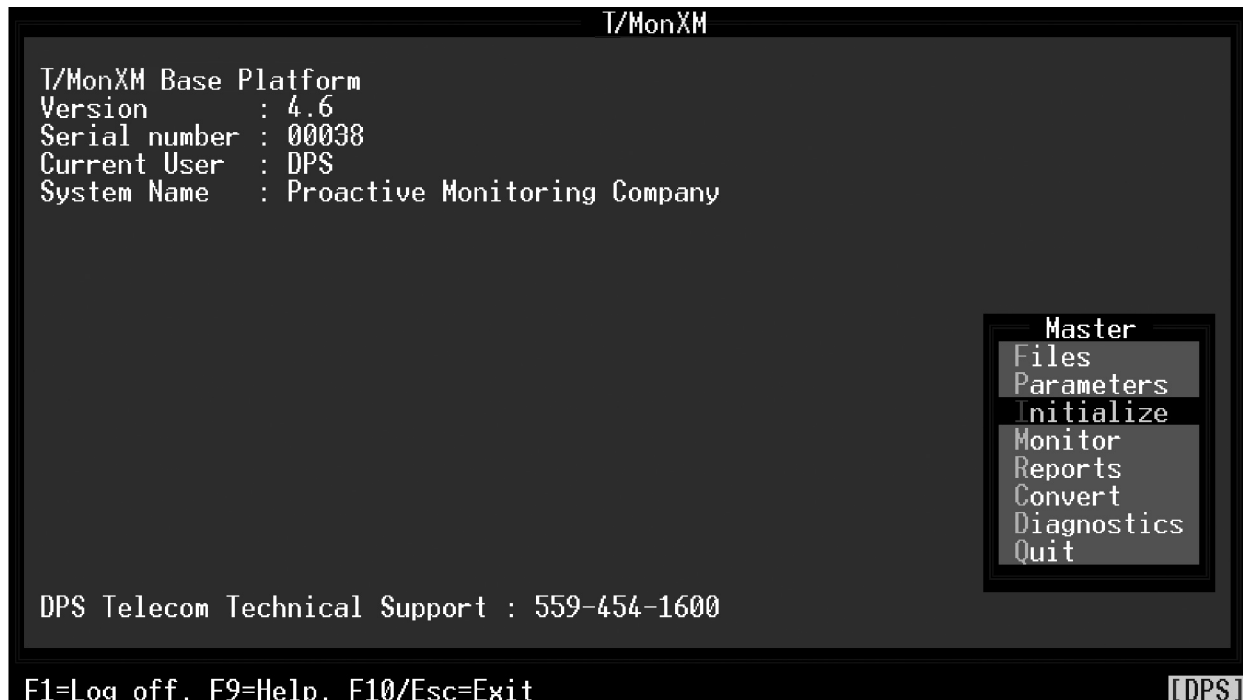 T/MonXM
T/MonXM Base Platform
Version : 4.6
Serial number : 00038
Current User : DPS
System Name : Proactive Monitoring Company
Master
Files
Parameters
Initialize
Monitor
Reports
Convert
Diagnostics
Quit
DPS Telecom Technical Support : 559-454-1600
F1=Log off, F9=Help, F10/Esc=Exit [DPS]